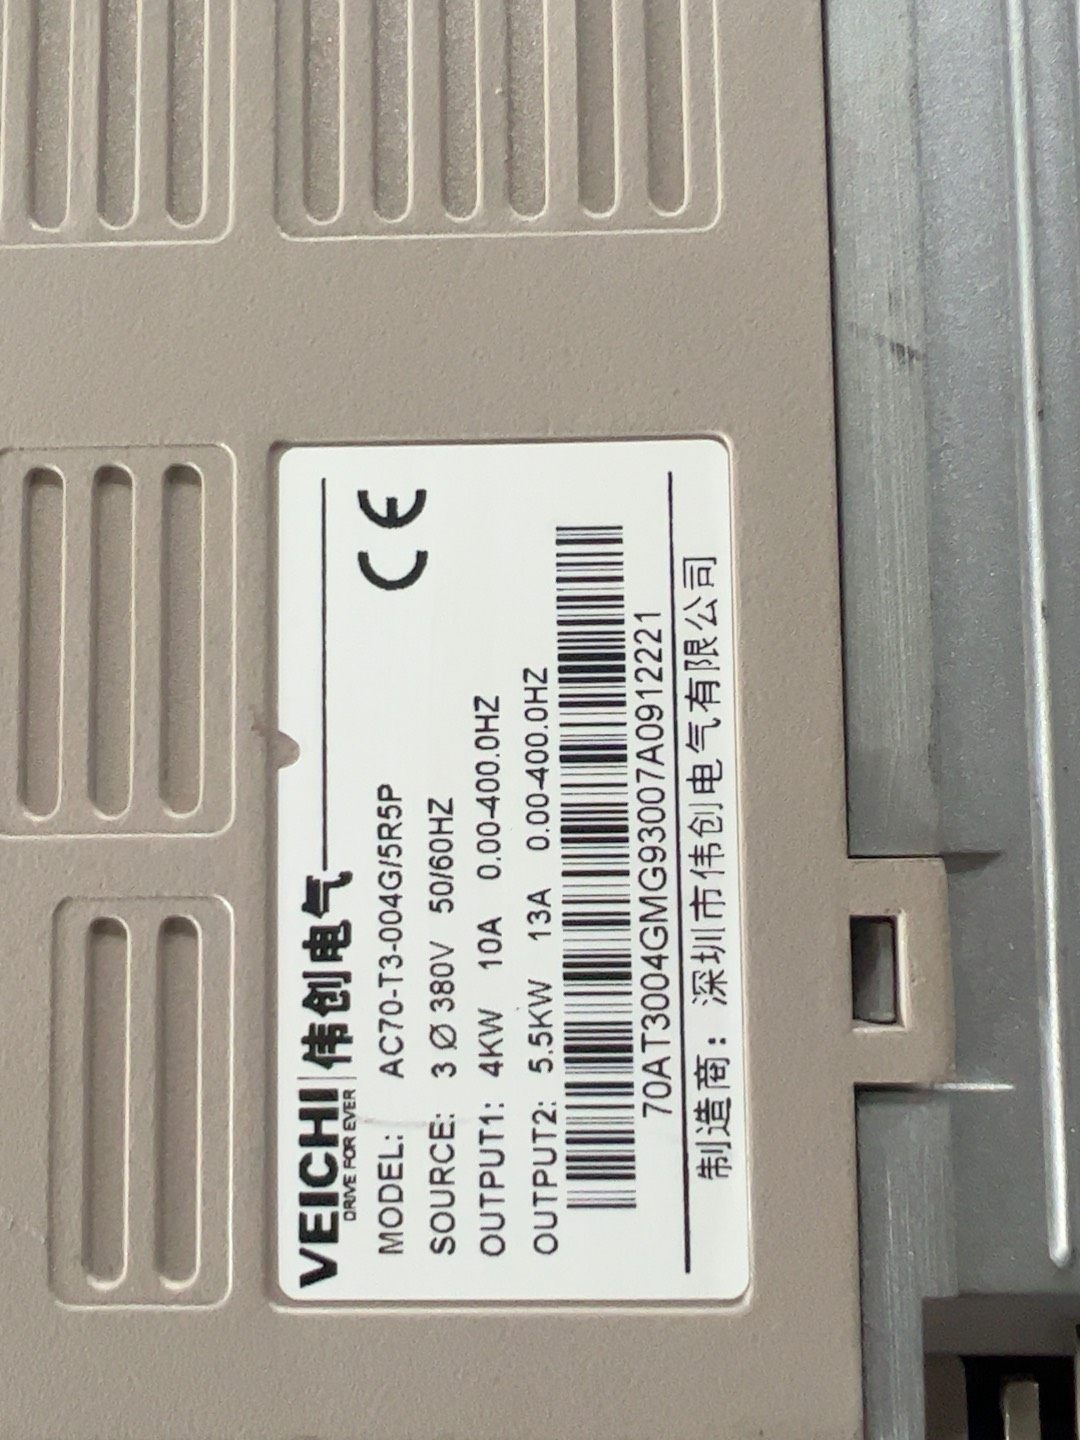 VEICHI 伟创电气
DRIVE FOR EVER
CE
MODEL: AC70-T3-004G/5R5P
SOURCE: 3 Ø 380V 50/60HZ
OUTPUT1: 4KW 10A 0.00-400.0HZ
OUTPUT2: 5.5KW 13A 0.00-400.0HZ
70AT3004GMG93007A0912221
制造商：深圳市伟创电气有限公司